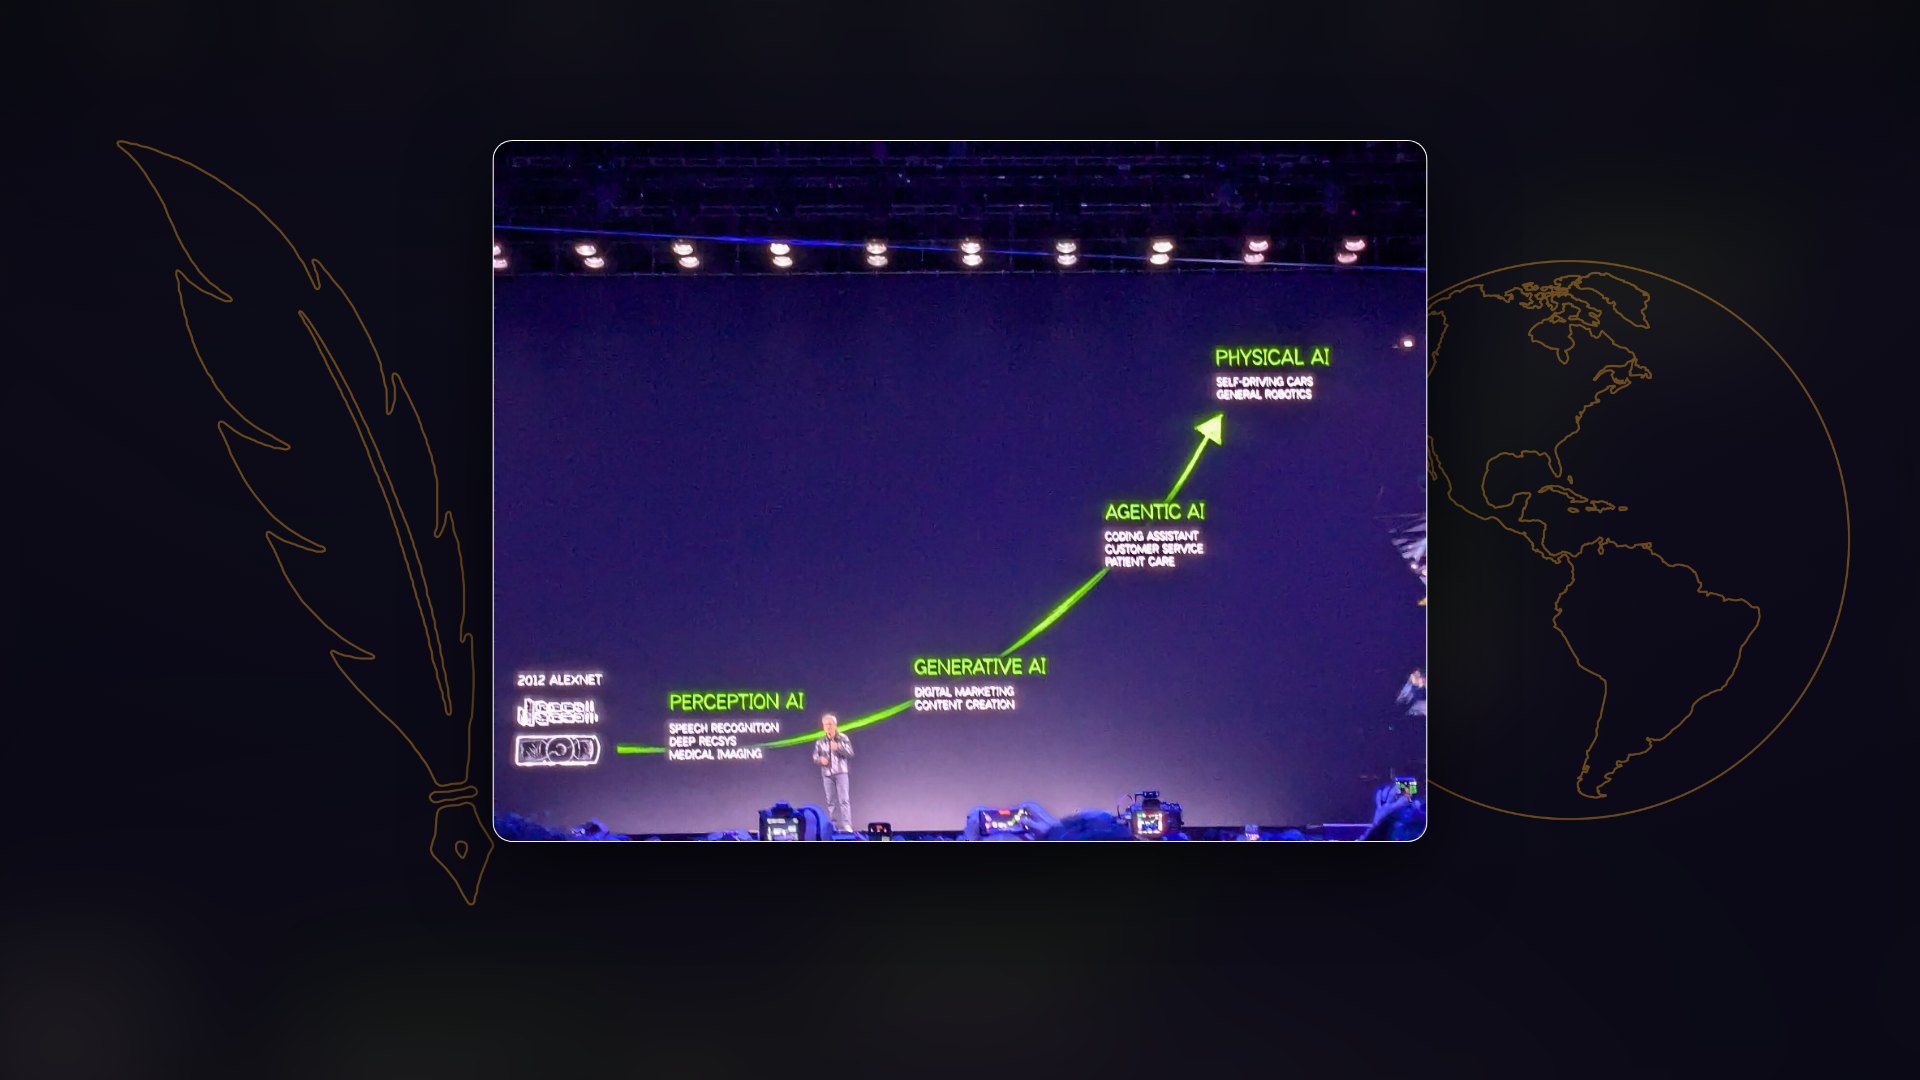 PHYSICAL AI
SELF-DRIVING CARS
GENERAL ROBOTICS
AGENTIC AI
CODING ASSISTANT
CUSTOMER SERVICE
PATIENT CARE
GENERATIVE AI
DIGITAL MARKETING
CONTENT CREATION
PERCEPTION AI
SPEECH RECOGNITION
DEEP RECSYS
MEDICAL IMAGING
2012 ALEXNET